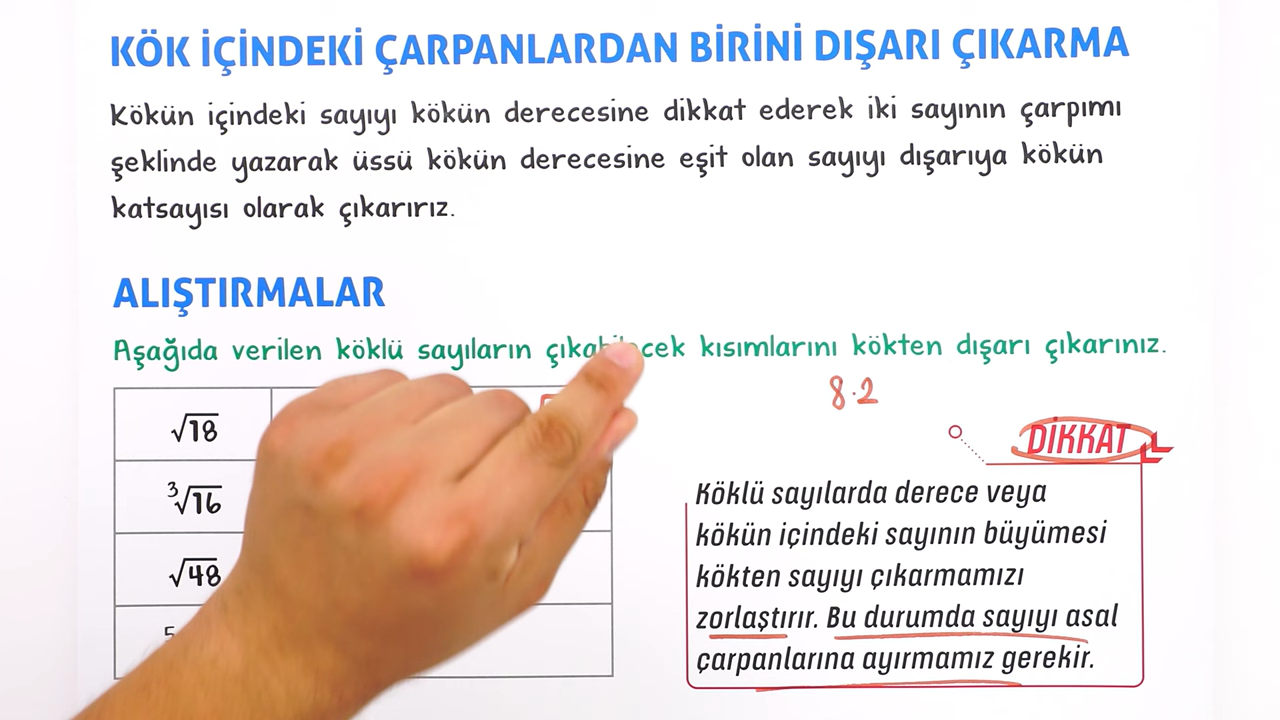 KÖK İÇİNDEKİ ÇARPANLARDAN BİRİNİ DIŞARI ÇIKARMA
Kökün içindeki sayıyı kökün derecesine dikkat ederek iki sayının çarpımı
şeklinde yazarak üssü kökün derecesine eşit olan sayıyı dışarıya kökün
katsayısı olarak çıkarırız.
ALIŞTIRMALAR
Aşağıda verilen köklü sayıların kısımlarını kökten dışarı çıkarınız.
8·2
√18
DİKKAT
³√16
√48
5
Köklü sayılarda derece veya
kökün içindeki sayının büyümesi
kökten sayıyı çıkarmamızı
zorlaştırır. Bu durumda sayıyı asal
çarpanlarına ayırmamız gerekir.